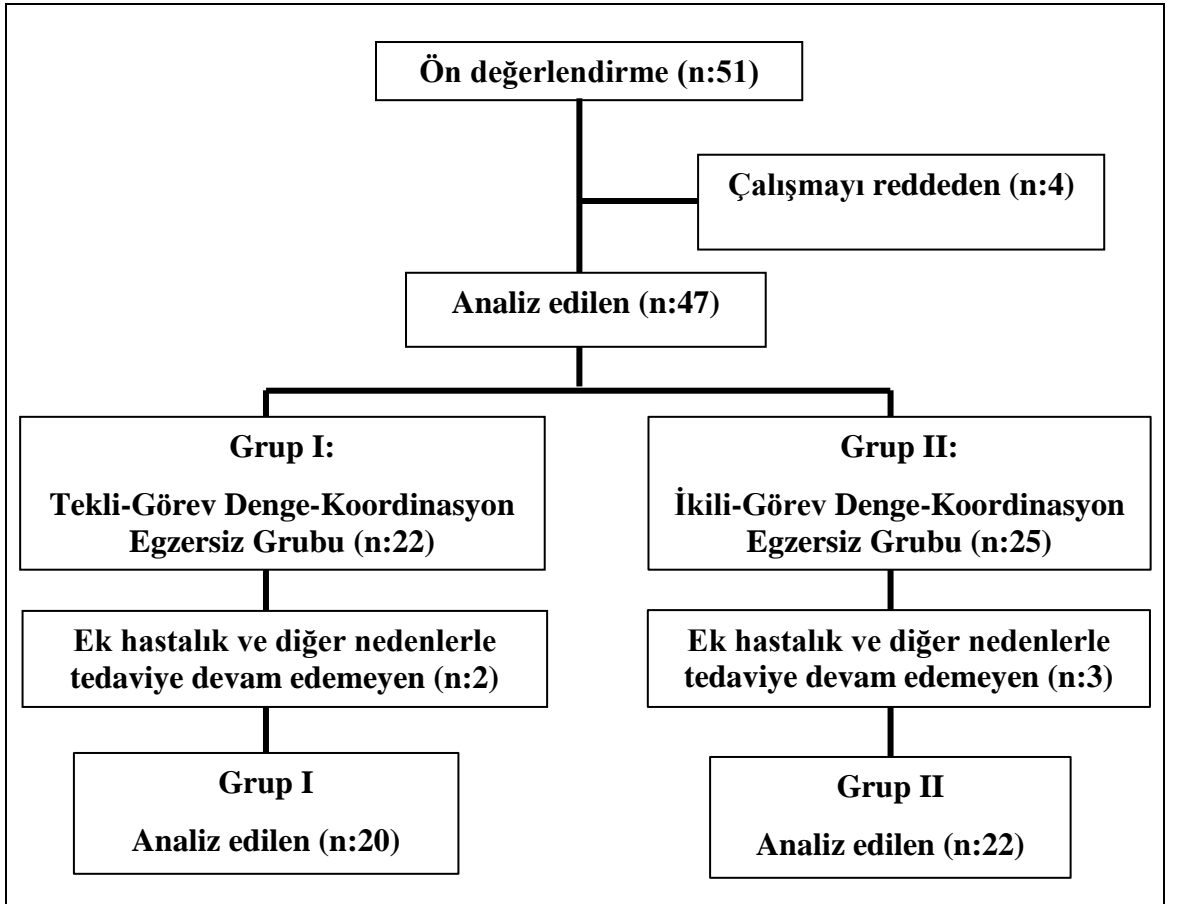 Ön değerlendirme (n:51)
Çalışmayı reddeden (n:4)
Analiz edilen (n:47)
Grup I:
Tekli-Görev Denge-Koordinasyon
Egzersiz Grubu (n:22)
Grup II:
İkili-Görev Denge-Koordinasyon
Egzersiz Grubu (n:25)
Ek hastalık ve diğer nedenlerle
tedaviye devam edemeyen (n:2)
Ek hastalık ve diğer nedenlerle
tedaviye devam edemeyen (n:3)
Grup I
Analiz edilen (n:20)
Grup II
Analiz edilen (n:22)